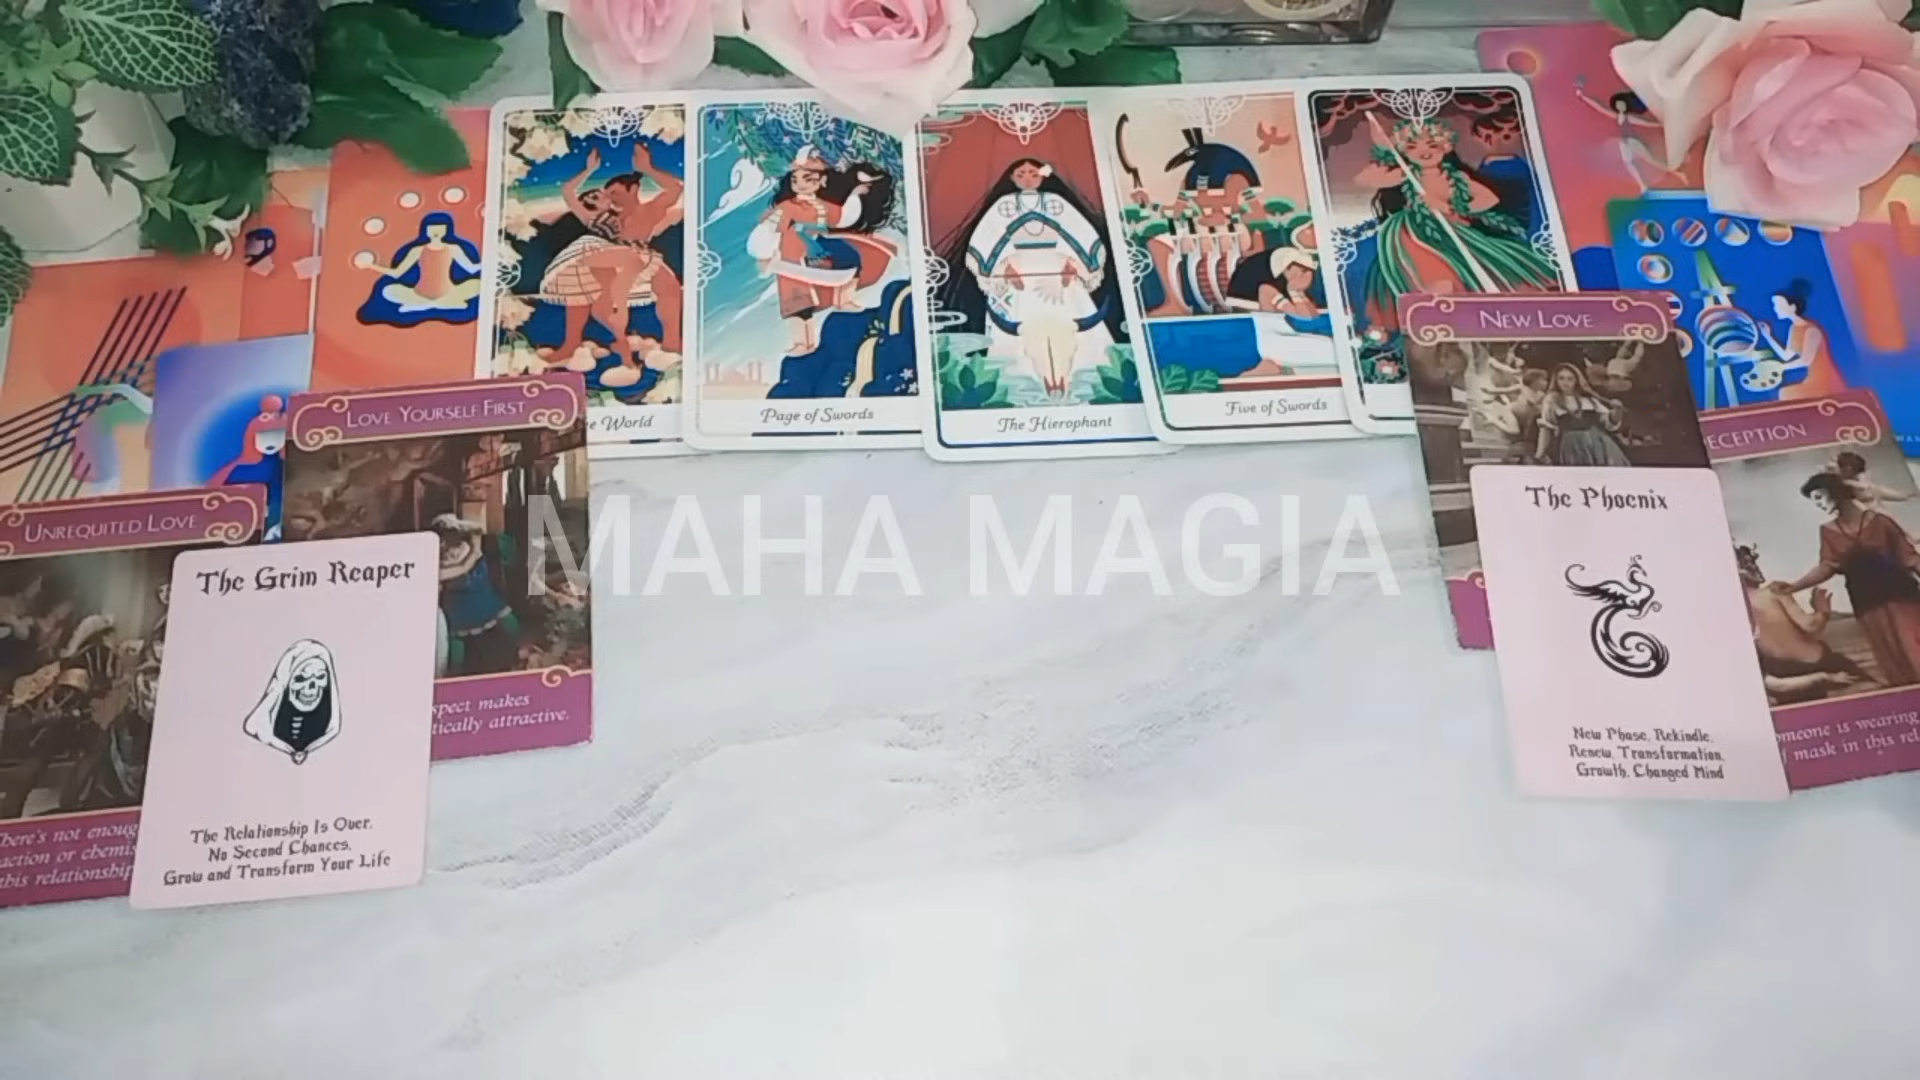 e World
Page of Swords
The Hierophant
Five of Swords
NEW LOVE
LOVE YOURSELF FIRST
ECEPTION
UNREQUITED LOVE
The Grim Reaper
The Phoenix
MAHA MAGIA
spect makes
tically attractive.
New Phase, Rekindle,
Renew, Transformation,
Growth, Changed Mind
omeone is wearing
mask in this rel
There's not enoug
action or chemis
this relationship
The Relationship Is Over,
No Second Chances,
Grow and Transform Your Life